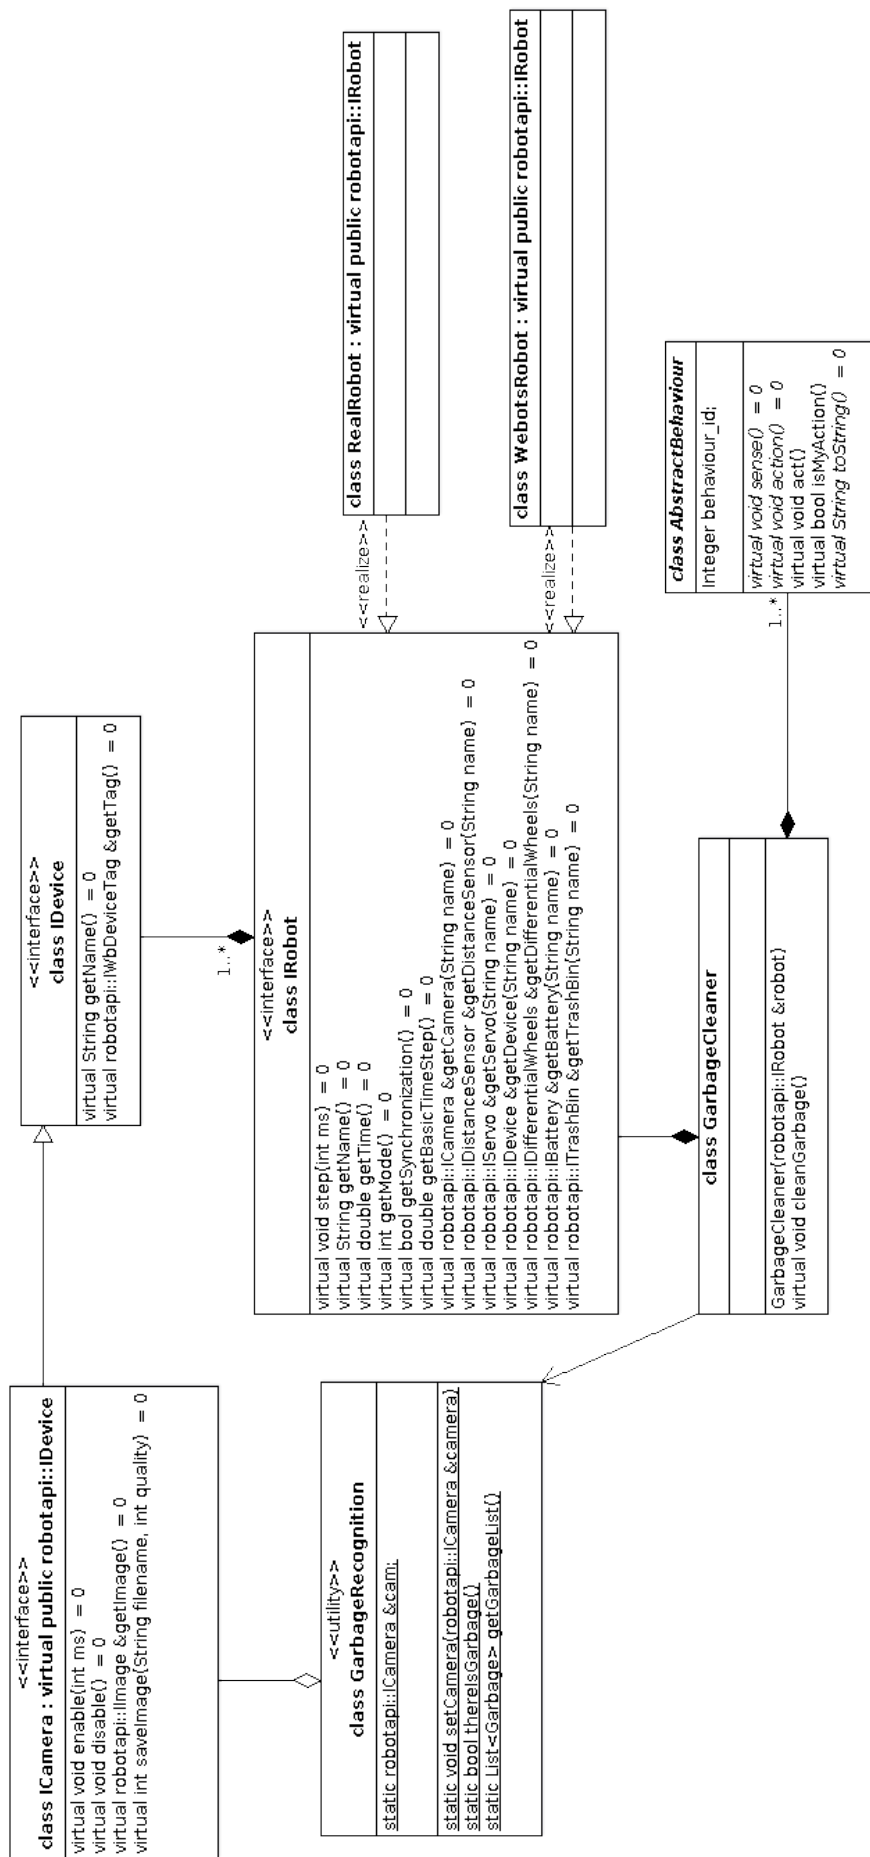 <<interface>>
class ICamera : virtual public robotapi::IDevice
virtual void enable(int ms) = 0
virtual void disable() = 0
virtual robotapi::IImage &getImage() = 0
virtual int saveImage(String filename, int quality) = 0
<<interface>>
class IDevice
virtual String getName() = 0
virtual robotapi::IWbDeviceTag &getTag() = 0
1..*
<<utility>>
class GarbageRecognition
static robotapi::ICamera &cam;
static void setCamera(robotapi::ICamera &camera)
static bool thereIsGarbage()
static List<Garbage> getGarbageList()
<<interface>>
class IRobot
virtual void step(int ms) = 0
virtual String getName() = 0
virtual double getTime() = 0
virtual int getMode() = 0
virtual bool getSynchronization() = 0
virtual double getBasicTimeStep() = 0
virtual robotapi::ICamera &getCamera(String name) = 0
virtual robotapi::IDistanceSensor &getDistanceSensor(String name) = 0
virtual robotapi::IServo &getServo(String name) = 0
virtual robotapi::IDevice &getDevice(String name) = 0
virtual robotapi::IDifferentialWheels &getDifferentialWheels(String name) = 0
virtual robotapi::IBattery &getBattery(String name) = 0
virtual robotapi::ITrashBin &getTrashBin(String name) = 0
<<realize>>
class RealRobot : virtual public robotapi::IRobot
<<realize>>
class WebotsRobot : virtual public robotapi::IRobot
class GarbageCleaner
GarbageCleaner(robotapi::IRobot &robot)
virtual void cleanGarbage()
1..*
class AbstractBehaviour
Integer behaviour_id;
virtual void sense() = 0
virtual void action() = 0
virtual void act()
virtual bool isMyAction()
virtual String toString() = 0